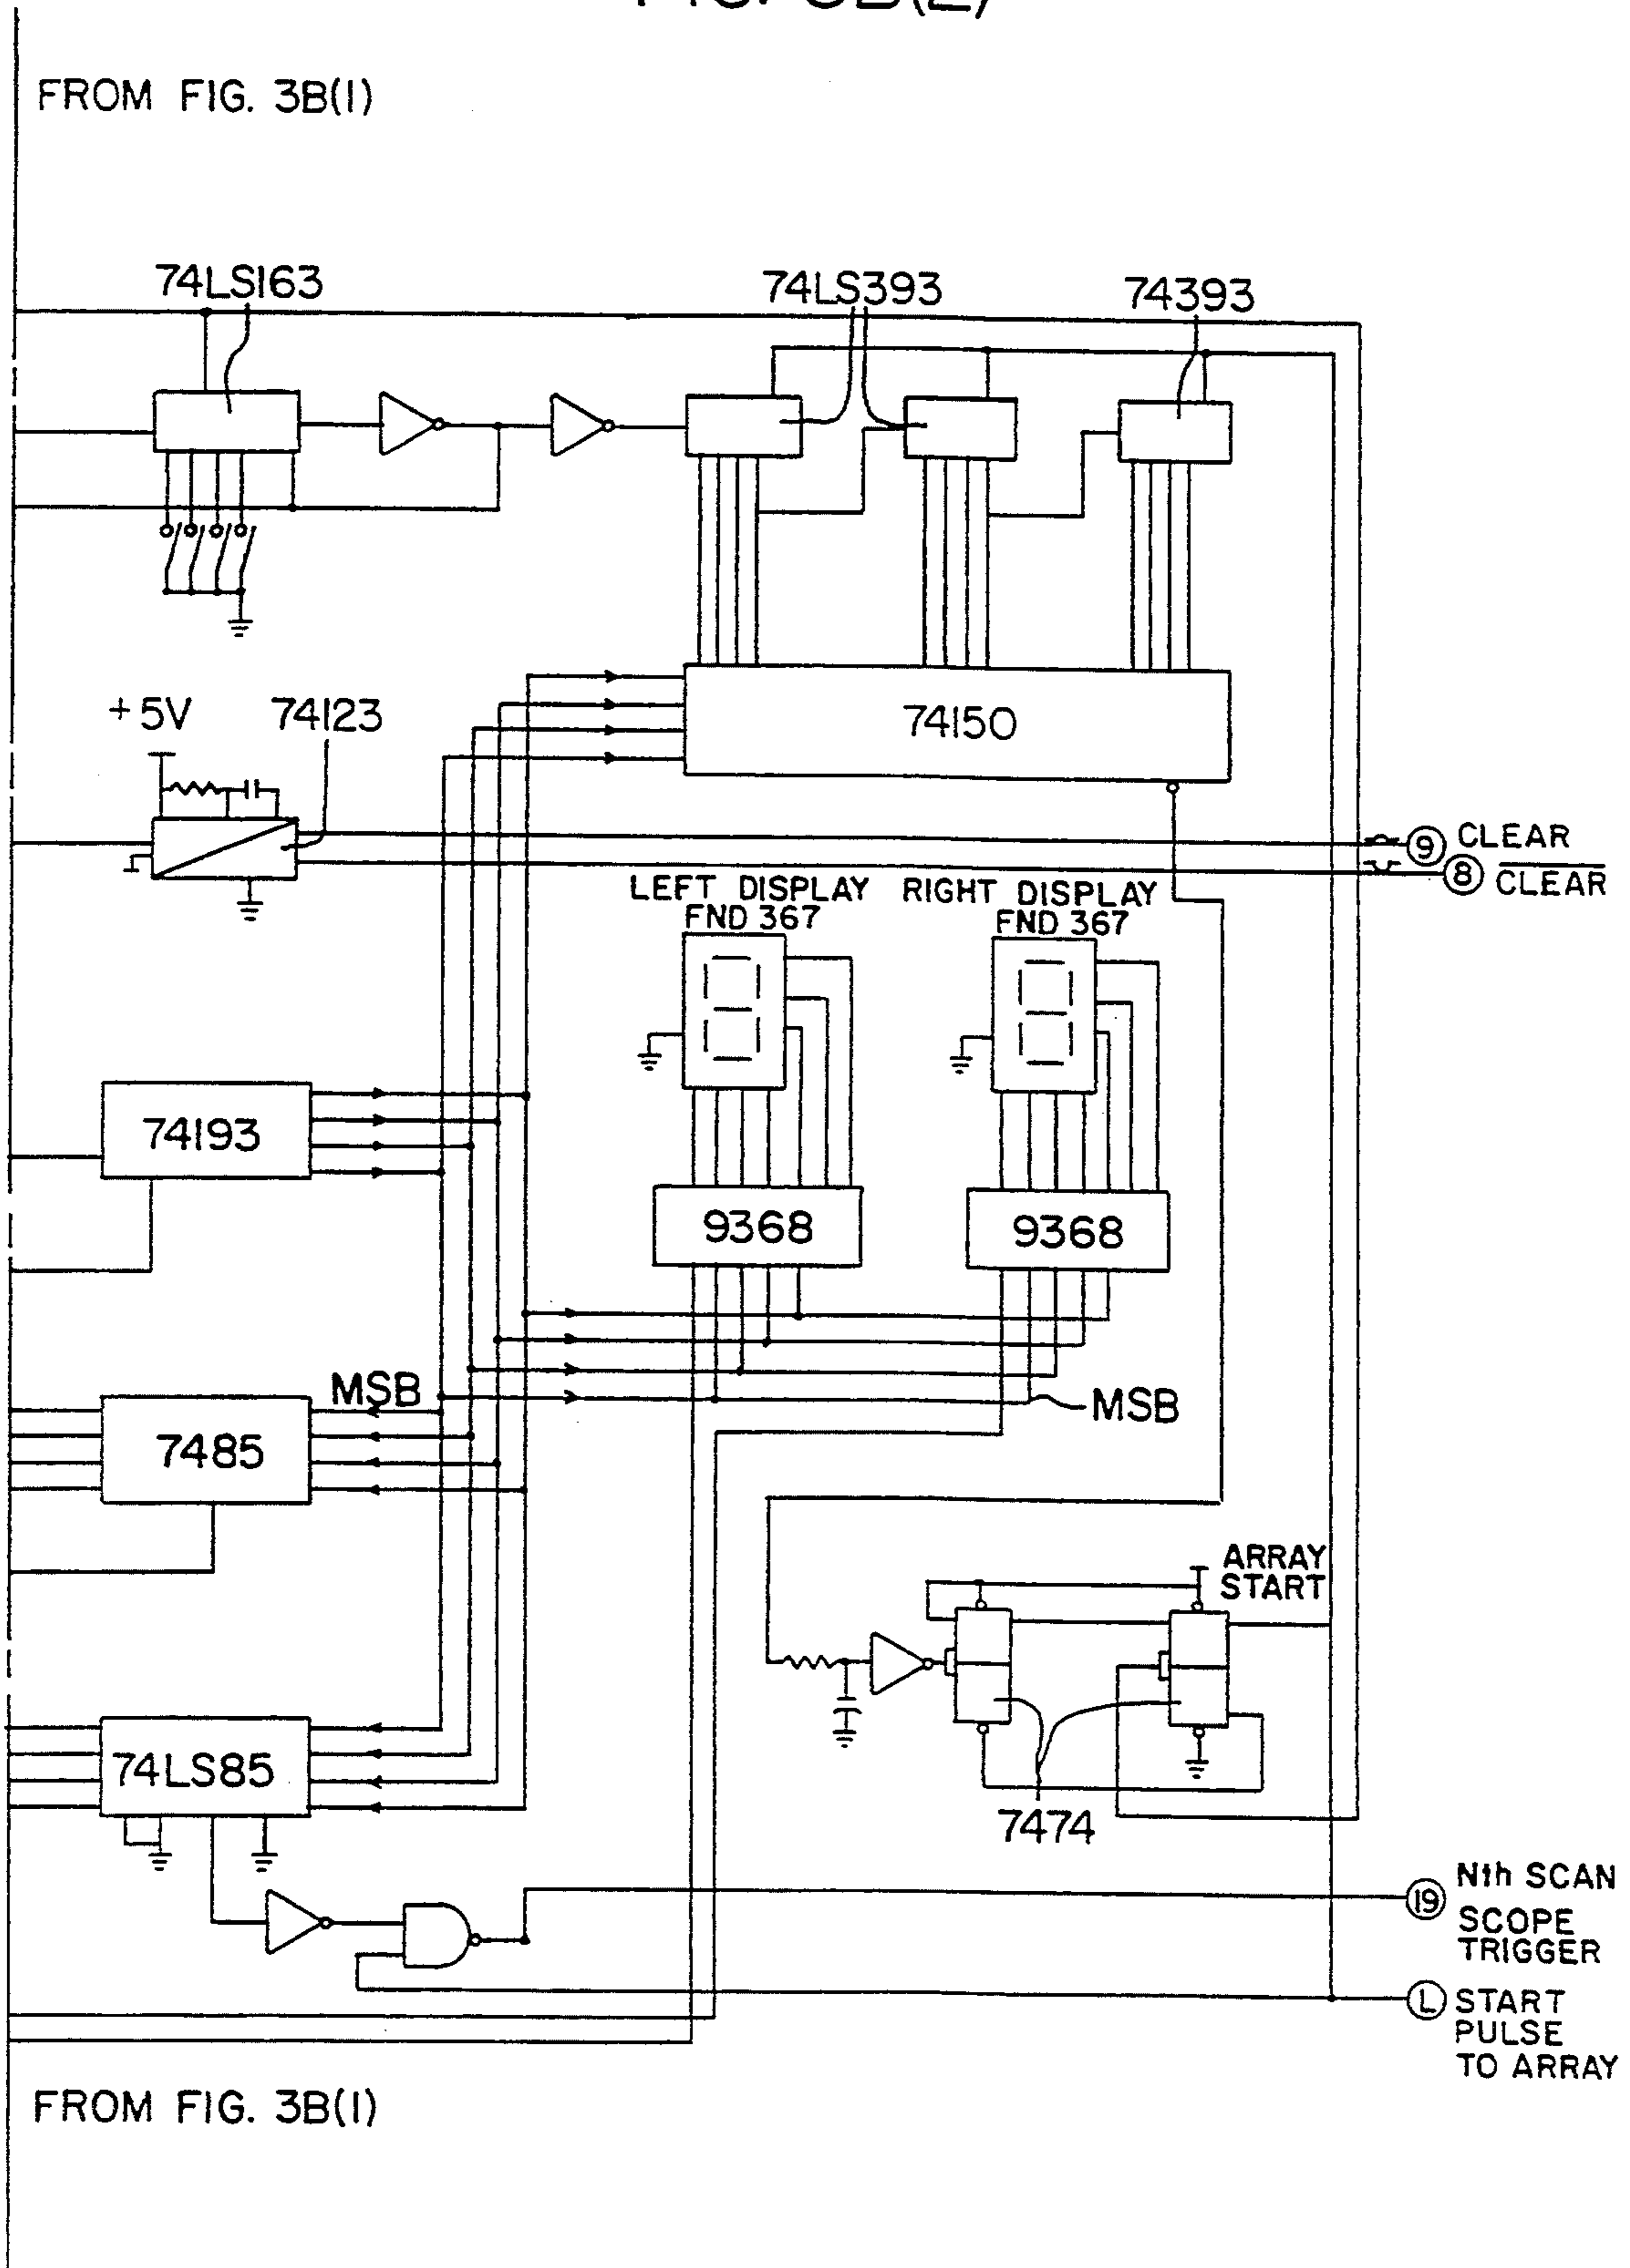 FROM FIG. 3B(1)
74LS163
74LS393
74393
+5V
74123
74150
9 CLEAR
8 CLEAR
LEFT DISPLAY
FND 367
RIGHT DISPLAY
FND 367
74193
9368
9368
MSB
MSB
7485
ARRAY
START
74LS85
7474
19 Nth SCAN
SCOPE
TRIGGER
L START
PULSE
TO ARRAY
FROM FIG. 3B(1)